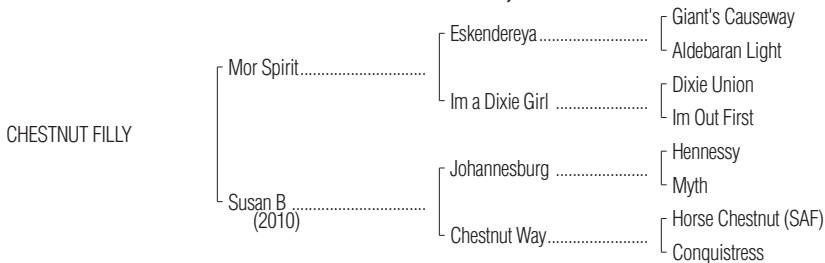 Giant's Causeway
Eskendereya
Aldebaran Light
Mor Spirit
Dixie Union
Im a Dixie Girl
Im Out First
CHESTNUT FILLY
Hennessy
Johannesburg
Myth
Susan B
(2010)
Horse Chestnut (SAF)
Chestnut Way
Conquistress